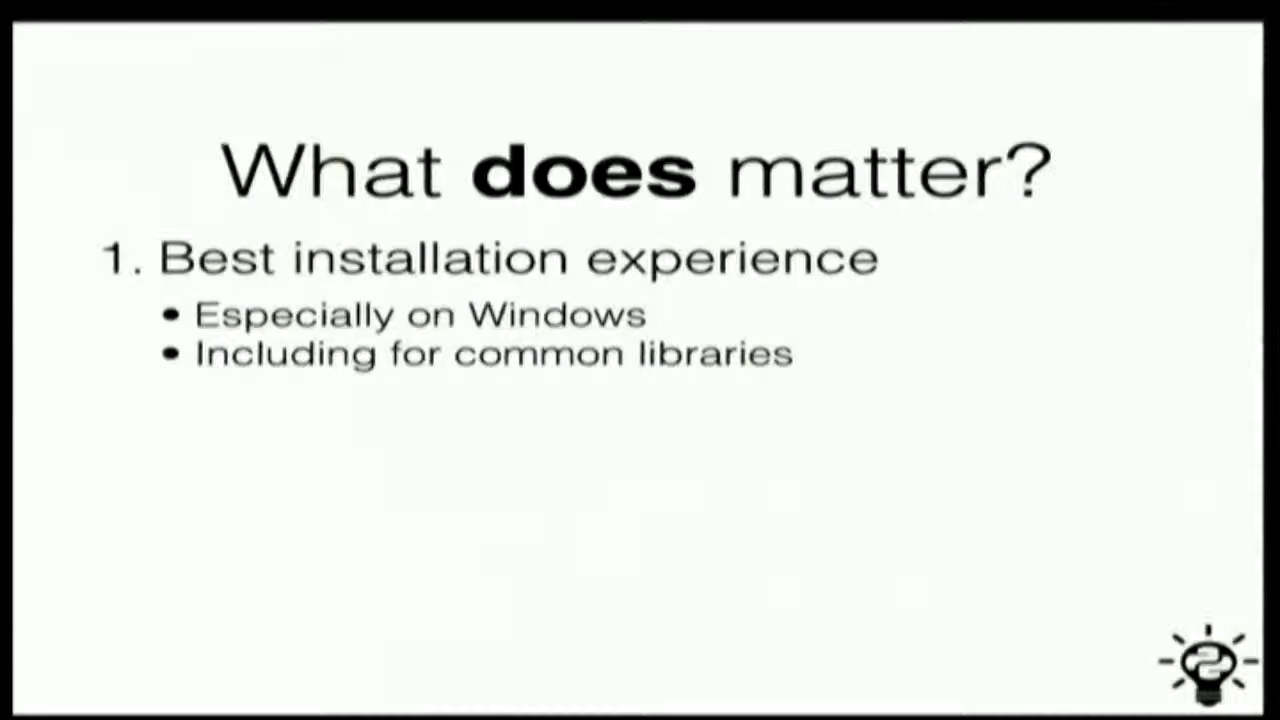 What does matter?
1. Best installation experience
• Especially on Windows
• Including for common libraries